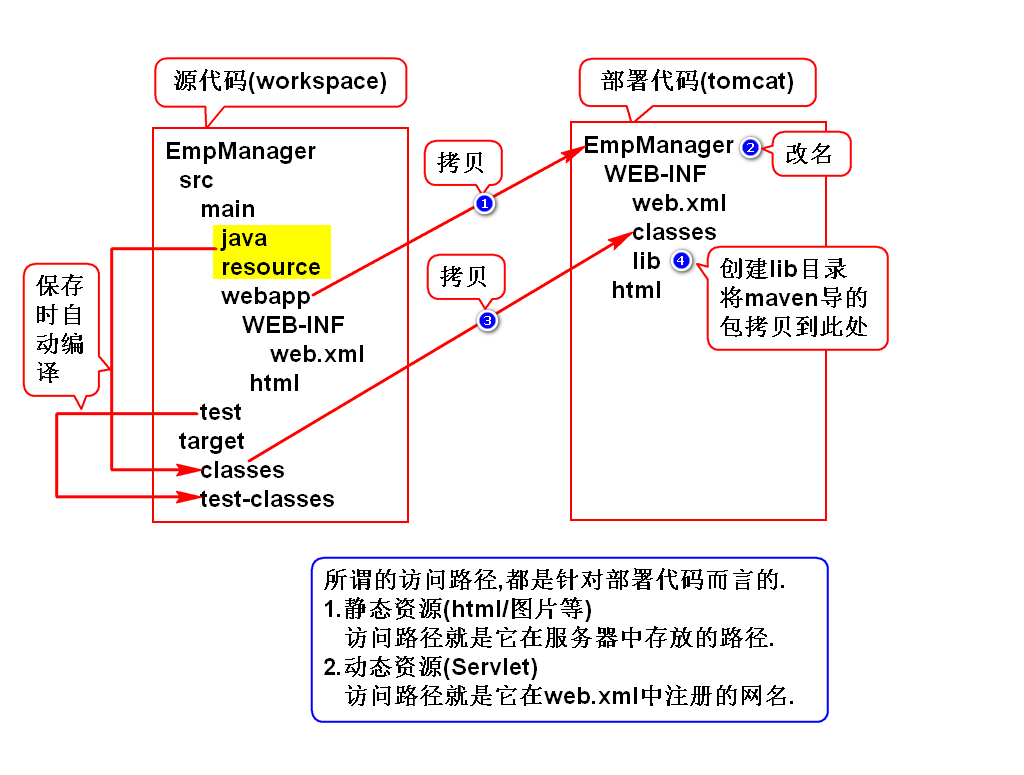 源代码(workspace)
EmpManager
src
main
java
resource
webapp
WEB-INF
web.xml
html
test
target
classes
test-classes
保存
时自
动编
译
拷贝
1
拷贝
3
部署代码(tomcat)
EmpManager
2
改名
WEB-INF
web.xml
classes
lib
4
html
创建lib目录
将maven导的
包拷贝到此处
所谓的访问路径,都是针对部署代码而言的.
1.静态资源(html/图片等)
访问路径就是它在服务器中存放的路径.
2.动态资源(Servlet)
访问路径就是它在web.xml中注册的网名.